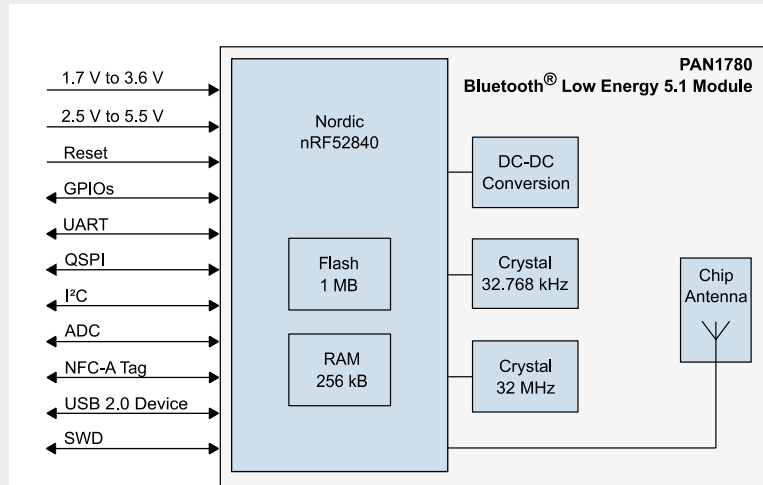 PAN1780
Bluetooth® Low Energy 5.1 Module
1.7 V to 3.6 V
2.5 V to 5.5 V
Reset
GPIOs
UART
QSPI
I²C
ADC
NFC-A Tag
USB 2.0 Device
SWD
Nordic
nRF52840
Flash
1 MB
RAM
256 kB
DC-DC
Conversion
Crystal
32.768 kHz
Crystal
32 MHz
Chip
Antenna